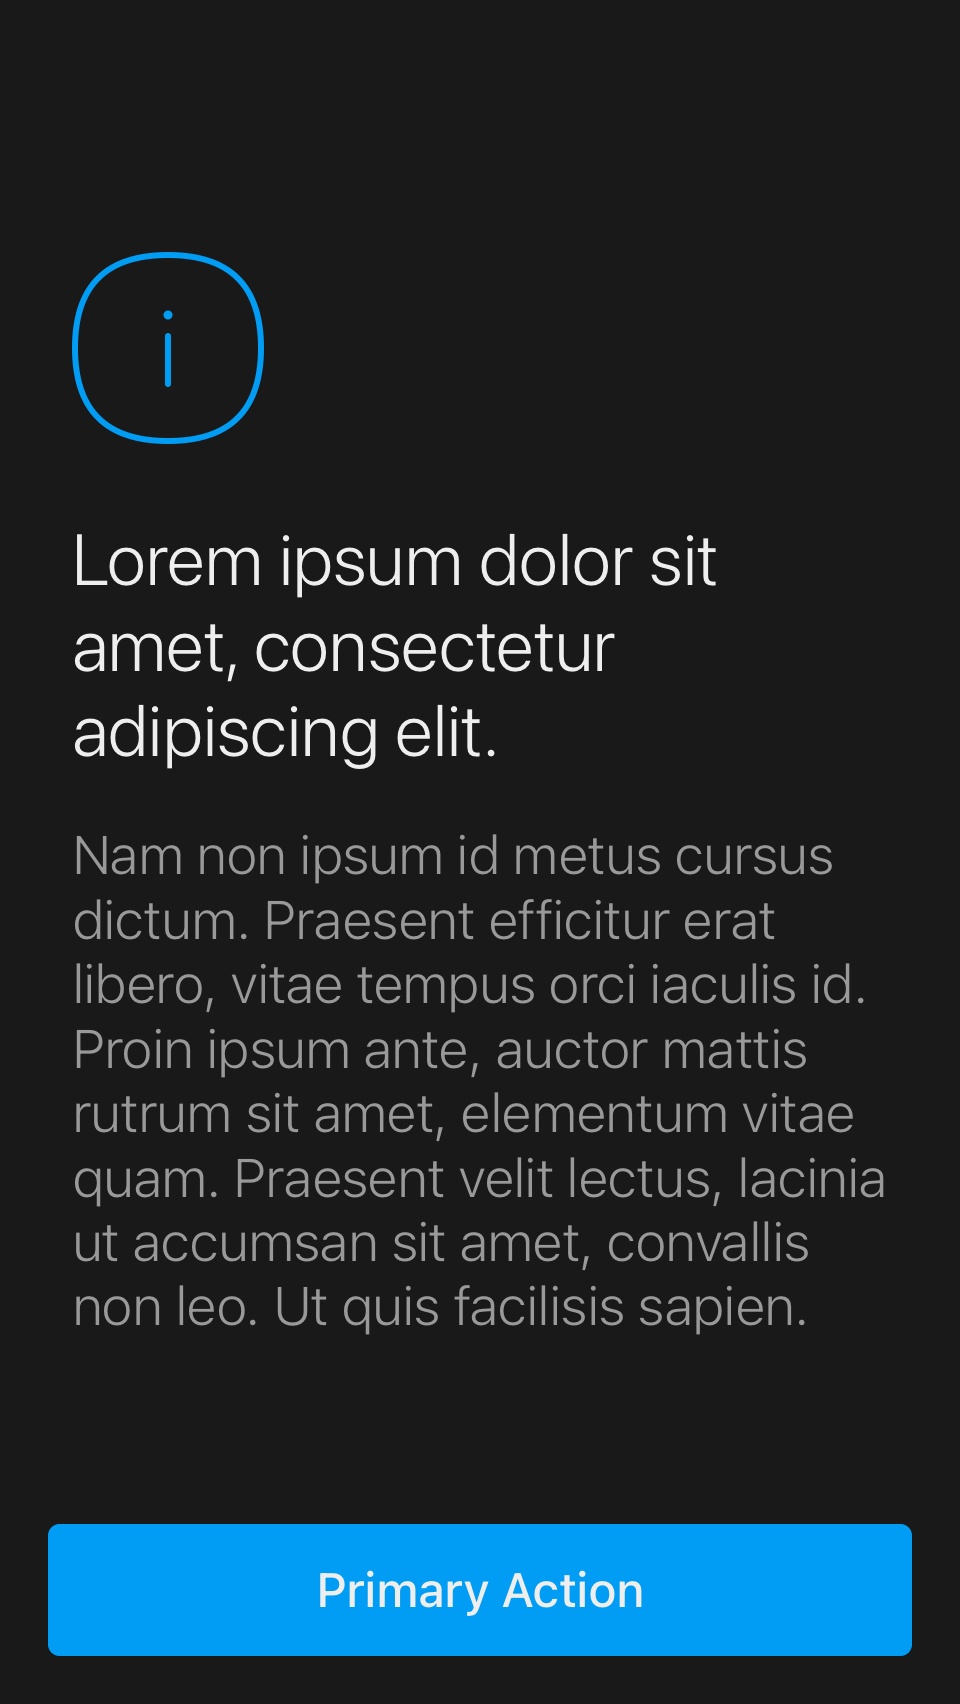 Lorem ipsum dolor sit
amet, consectetur
adipiscing elit.
Nam non ipsum id metus cursus
dictum. Praesent efficitur erat
libero, vitae tempus orci iaculis id.
Proin ipsum ante, auctor mattis
rutrum sit amet, elementum vitae
quam. Praesent velit lectus, lacinia
ut accumsan sit amet, convallis
non leo. Ut quis facilisis sapien.
Primary Action